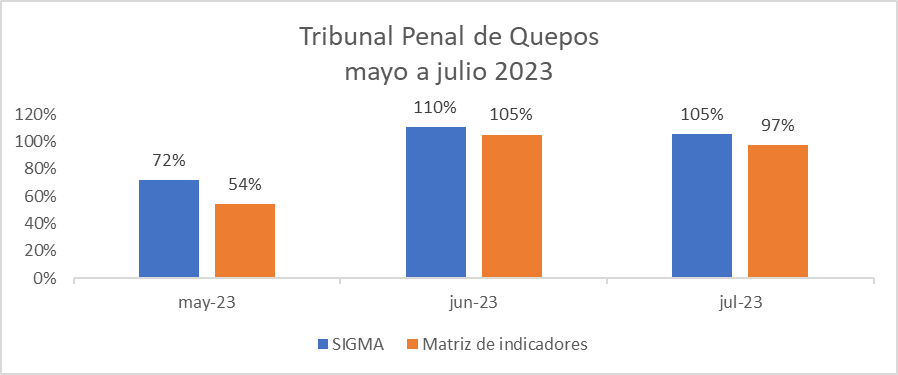 Tribunal Penal de Quepos
mayo a julio 2023
120%
100%
80%
60%
40%
20%
0%
72%
54%
110%
105%
105%
97%
may-23
jun-23
jul-23
SIGMA
Matriz de indicadores